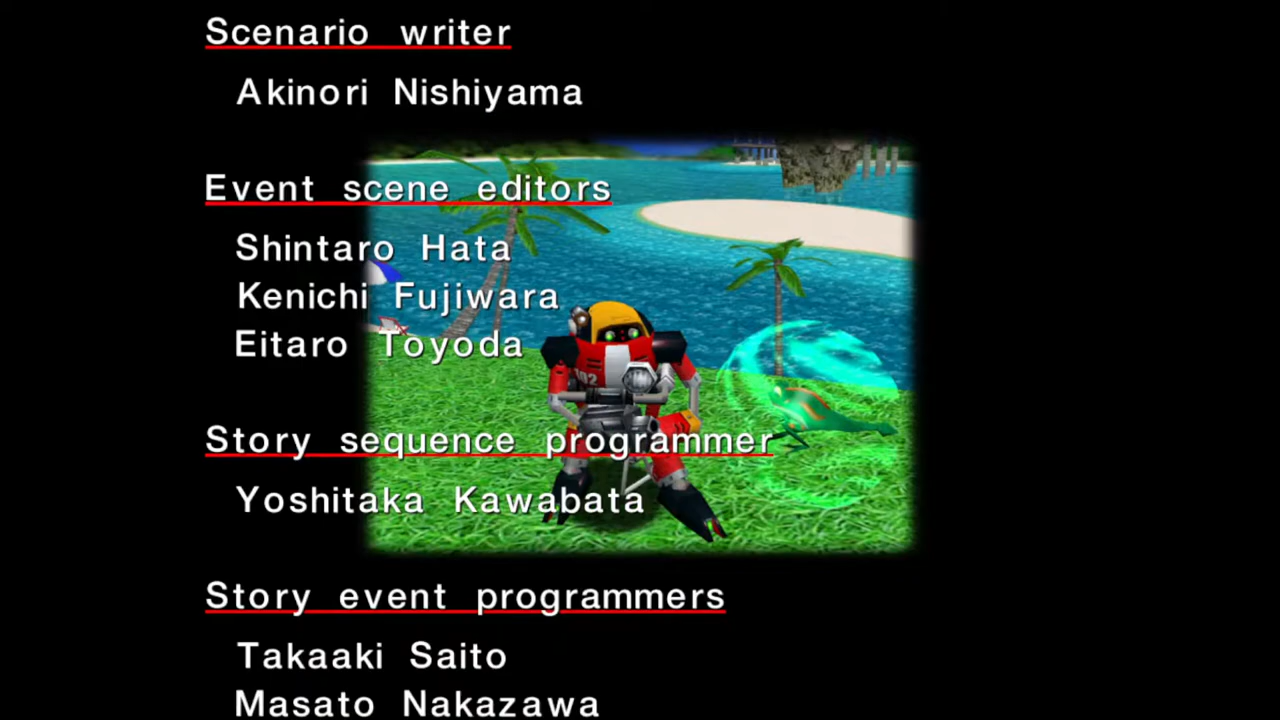 Scenario writer
Akinori Nishiyama
Event scene editors
Shintaro Hata
Kenichi Fujiwara
Eitaro Toyoda
Story sequence programmer
Yoshitaka Kawabata
Story event programmers
Takaaki Saito
Masato Nakazawa